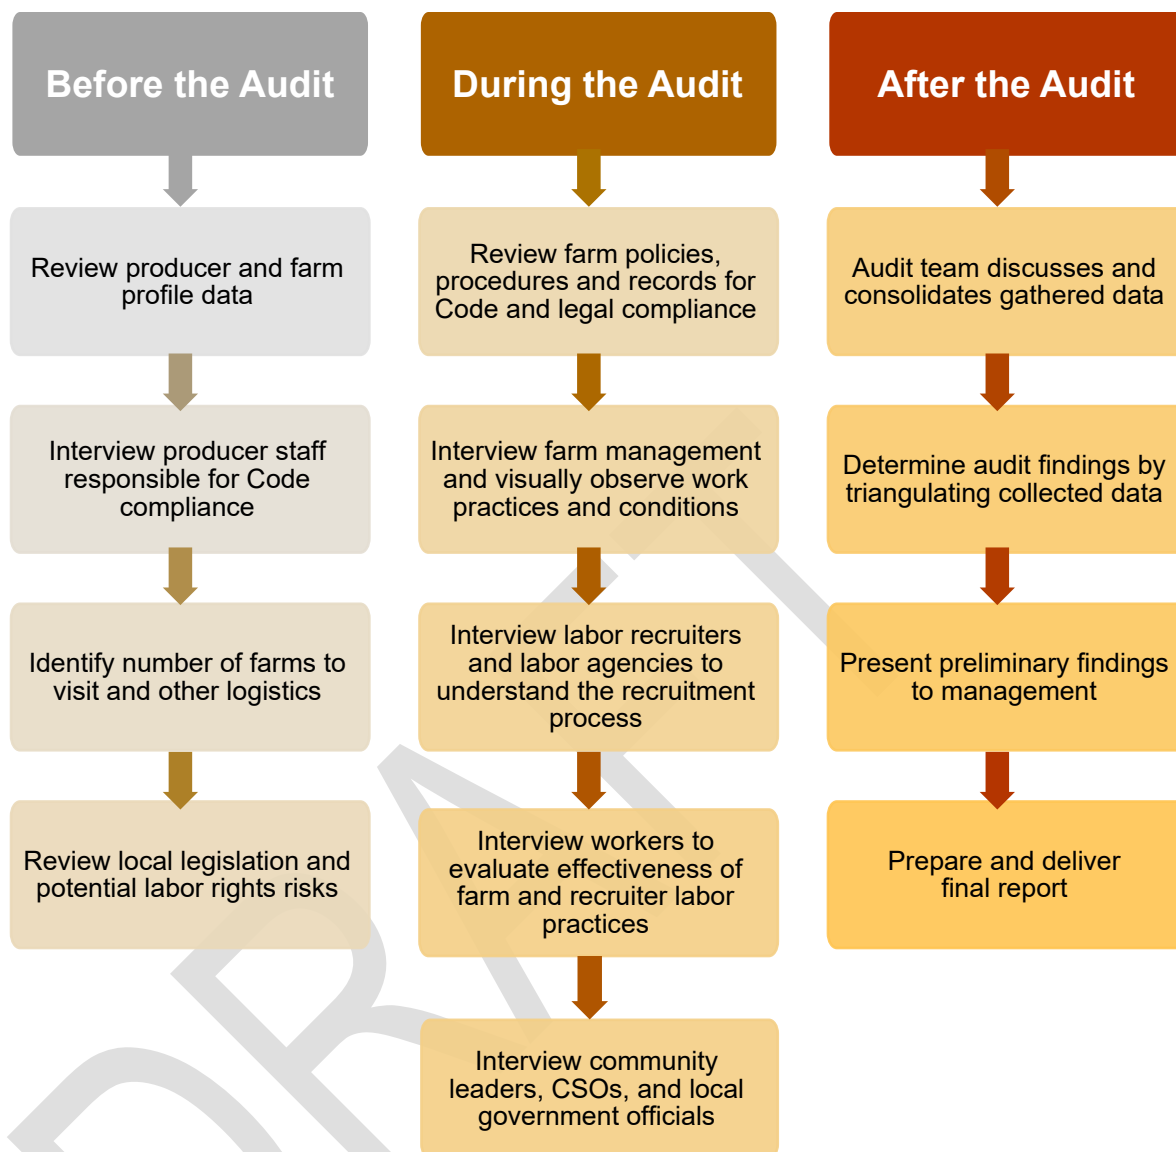 Before the Audit
Review producer and farm
profile data
Interview producer staff
responsible for Code
compliance
Identify number of farms to
visit and other logistics
Review local legislation and
potential labor rights risks
During the Audit
Review farm policies,
procedures and records for
Code and legal compliance
Interview farm management
and visually observe work
practices and conditions
Interview labor recruiters
and labor agencies to
understand the recruitment
process
Interview workers to
evaluate effectiveness of
farm and recruiter labor
practices
Interview community
leaders, CSOs, and local
government officials
After the Audit
Audit team discusses and
consolidates gathered data
Determine audit findings by
triangulating collected data
Present preliminary findings
to management
Prepare and deliver
final report
DRAFT